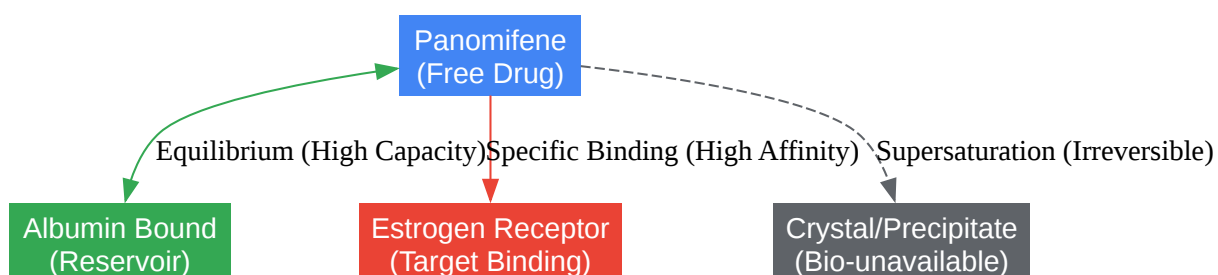 Panomifene
(Free Drug)
Equilibrium (High Capacity)
Specific Binding (High Affinity)
Supersaturation (Irreversible)
Albumin Bound
(Reservoir)
Estrogen Receptor
(Target Binding)
Crystal/Precipitate
(Bio-unavailable)